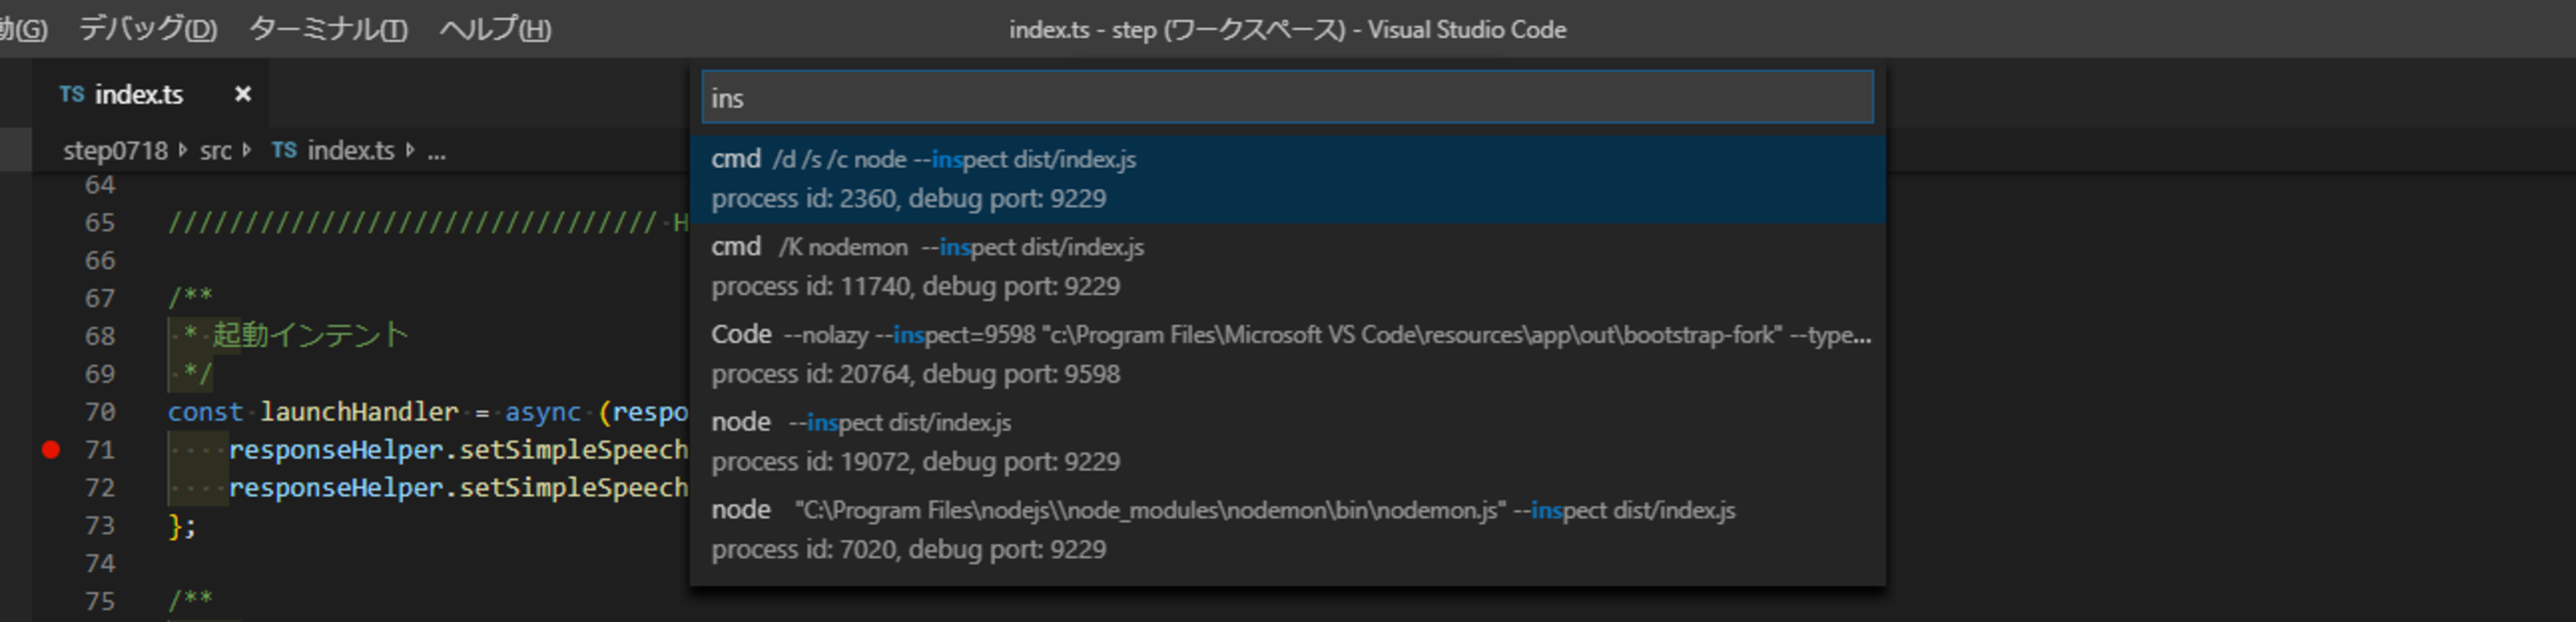 動(G) デバッグ(D) ターミナル(T) ヘルプ(H) index.ts - step (ワークスペース) - Visual Studio Code
TS index.ts ×
step0718 › src › TS index.ts › ...
ins
cmd /d /s /c node --inspect dist/index.js
process id: 2360, debug port: 9229
cmd /K nodemon --inspect dist/index.js
process id: 11740, debug port: 9229
Code --nolazy --inspect=9598 "c:\Program Files\Microsoft VS Code\resources\app\out\bootstrap-fork" --type...
process id: 20764, debug port: 9598
node --inspect dist/index.js
process id: 19072, debug port: 9229
node "C:\Program Files\nodejs\\node_modules\nodemon\bin\nodemon.js" --inspect dist/index.js
process id: 7020, debug port: 9229
64
65 //////////////////////////////// H
66
67 /**
68 * 起動インテント
69 */
70 const launchHandler = async (respo
71 responseHelper.setSimpleSpeech
72 responseHelper.setSimpleSpeech
73 };
74
75 /**